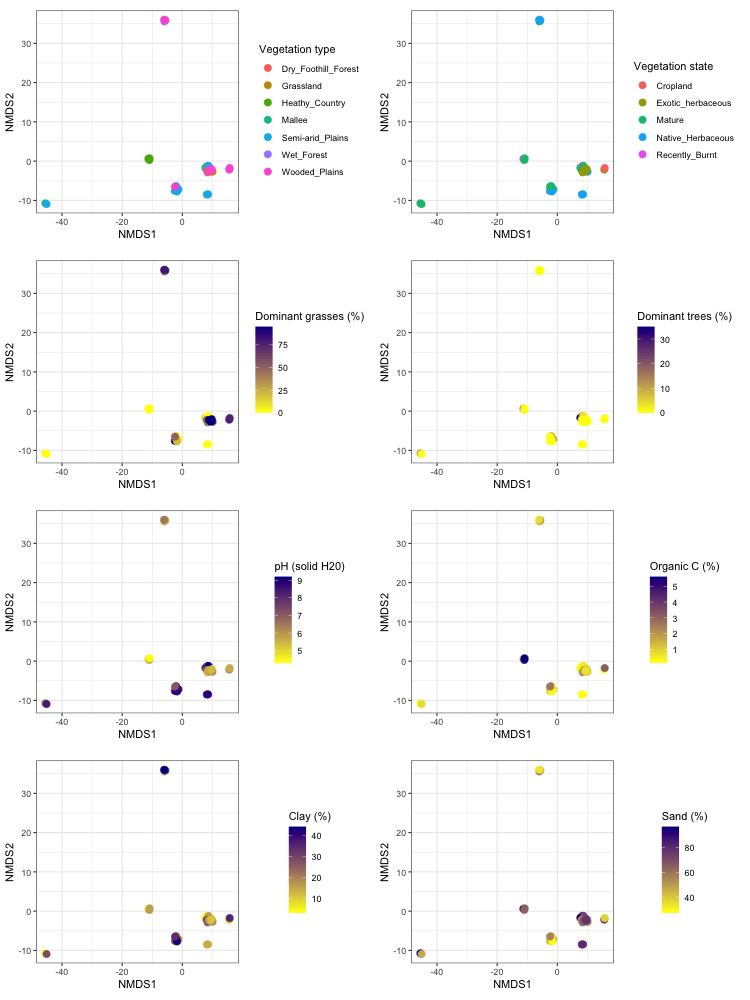 30
20
10
0
-10
NMDS2
-40
-20
0
NMDS1
Vegetation type
Dry_Foothill_Forest
Grassland
Heathy_Country
Mallee
Semi-arid_Plains
Wet_Forest
Wooded_Plains
30
20
10
0
-10
NMDS2
-40
-20
0
NMDS1
Vegetation state
Cropland
Exotic_herbaceous
Mature
Native_Herbaceous
Recently_Burnt
30
20
10
0
-10
NMDS2
-40
-20
0
NMDS1
Dominant grasses (%)
75
50
25
0
30
20
10
0
-10
NMDS2
-40
-20
0
NMDS1
Dominant trees (%)
30
20
10
0
30
20
10
0
-10
NMDS2
-40
-20
0
NMDS1
pH (solid H20)
9
8
7
6
5
30
20
10
0
-10
NMDS2
-40
-20
0
NMDS1
Organic C (%)
5
4
3
2
1
30
20
10
0
-10
NMDS2
-40
-20
0
NMDS1
Clay (%)
40
30
20
10
30
20
10
0
-10
NMDS2
-40
-20
0
NMDS1
Sand (%)
80
60
40